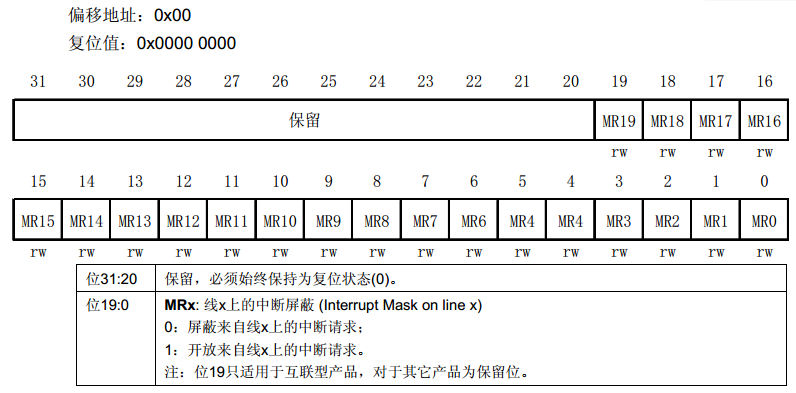 偏移地址：0x00
复位值：0x0000 0000
31 30 29 28 27 26 25 24 23 22 21 20 19 18 17 16
保留 MR19 MR18 MR17 MR16
rw rw rw rw
15 14 13 12 11 10 9 8 7 6 5 4 3 2 1 0
MR15 MR14 MR13 MR12 MR11 MR10 MR9 MR8 MR7 MR6 MR4 MR4 MR3 MR2 MR1 MR0
rw rw rw rw rw rw rw rw rw rw rw rw rw rw rw rw
位31:20 保留，必须始终保持为复位状态(0)。
位19:0 MRx: 线x上的中断屏蔽 (Interrupt Mask on line x)
0：屏蔽来自线x上的中断请求；
1：开放来自线x上的中断请求。
注：位19只适用于互联型产品，对于其它产品为保留位。